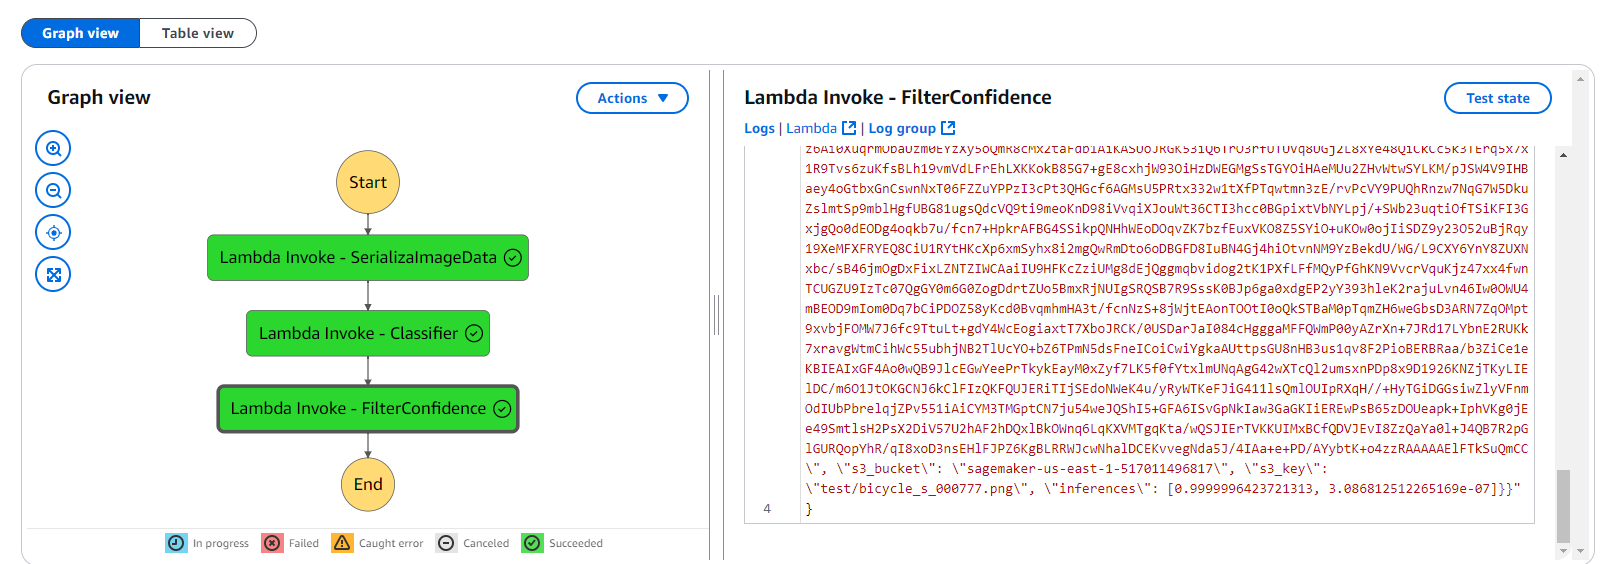 Graph view
Table view
Graph view
Actions
Start
Lambda Invoke - SerializaImageData
Lambda Invoke - Classifier
Lambda Invoke - FilterConfidence
End
In progress
Failed
Caught error
Canceled
Succeeded
Lambda Invoke - FilterConfidence
Test state
Logs | Lambda | Log group
1R9Tvs6zuKfsBLh19vmVdLFrEhLXKKokB85G7+gE8cxhjW93OiHzDWEGMgSsTGYOiHAeMUu2ZHvWtwSYLKM/pJSW4V9IHB
aey4oGtbxGnCswnNxT06FZZuYPPzI3cPt3QHGcf6AGMsU5PRtx332w1tXfPTqwtmn3zE/rvPcVY9PUQhRnzw7NqG7W5Dku
ZslmtSp9mblHgfUBG81ugsQdcVQ9ti9meoKnD98iVvqiXJouWt36CTI3hcc0BGpixtVbNYLpj/+SWb23uqtiOfTSiKFI3G
xjgQo0dEODg4oqkb7u/fcn7+HpkrAFBG4SSikpQNHhWEoDOqvZK7bzfEuxVKO8Z5SYiO+uKOw0ojIiSDZ9y23O52uBjRqy
19XeMFXFRYEQ8CiU1RYtHKcXp6xmSyhx8i2mgQwRmDto6oDBGFD8IuBN4Gj4hiOtvnNM9YzBekdU/WG/L9CXY6YnY8ZUXN
xbc/sB46jmOgDxFixLZNTZIWCAaiIU9HFKcZziUMg8dEjQggmqbvidog2tK1PXfLFfMQyPfGhKN9VvcrVquKjz47xx4fwn
TCUGZU9IzTc07QgGY0m6G0ZogDdrtZUo5BmxRjNUIgSRQSB7R9SssK0BJp6ga0xdgEP2yY393hleK2rajuLvn46Iw0OWU4
mBEOD9mIom0Dq7bCiPDOZ58yKcd0BvqmhmHA3t/fcnNzS+8jWjtEAonTOOtI0oQkSTBaM0pTqmZH6weGbsD3ARN7ZqOMpt
9xvbjFOMW7J6fc9TtuLt+gdY4WcEogiaxtT7XboJRCK/0USDarJaI084cHgggaMFFQWmP00yAZrXn+7JRd17LYbnE2RUKk
7xravgWtmCihWc55ubhjNB2TlUcYO+bZ6TPmN5dsFneICoiCwiYgkaAUttpsGU8nHB3us1qv8F2PioBERBRaa/b3ZiCe1e
KBIEAIxGF4Ao0wQB9JlcEGwYeePrTkykEayM0xZyf7LK5f0fYtxlmUNqAgG42wXTcQl2umsxnPDp8x9D1926KNZjTKyLIE
lDC/m6O1JtOKGCNJ6kClFIzQKFQUJERiTIjSEdoNWeK4u/yRyWTKeFJiG411lsQmlOUIpRXqH//+HyTGiDGGsiwZlyVFnm
OdIUbPbrelqjZPv551iAiCYM3TMGptCN7ju54weJQShI5+GFA6ISvGpNkIaw3GaGKIiEREwPsB65zDOUeapk+IphVKg0jE
e49SmtlsH2PsX2DiV57U2hAF2hDQxlBkOWnq6LqKXVMTgqKta/wQSJIErTVKKUIMxBCfQDVJEvI8ZzQaYa0l+J4QB7R2pG
lGURQopYhR/qI8xoD3nsEHlFJPZ6KgBLRRWJcwNhalDCEKvvegNda5J/4IAa+e+PD/AYybtK+o4zzRAAAAAElFTkSuQmCC
\", \"s3_bucket\": \"sagemaker-us-east-1-517011496817\", \"s3_key\":
\"test/bicycle_s_000777.png\", \"inferences\": [0.9999996423721313, 3.086812512265169e-07]}}"
4 }